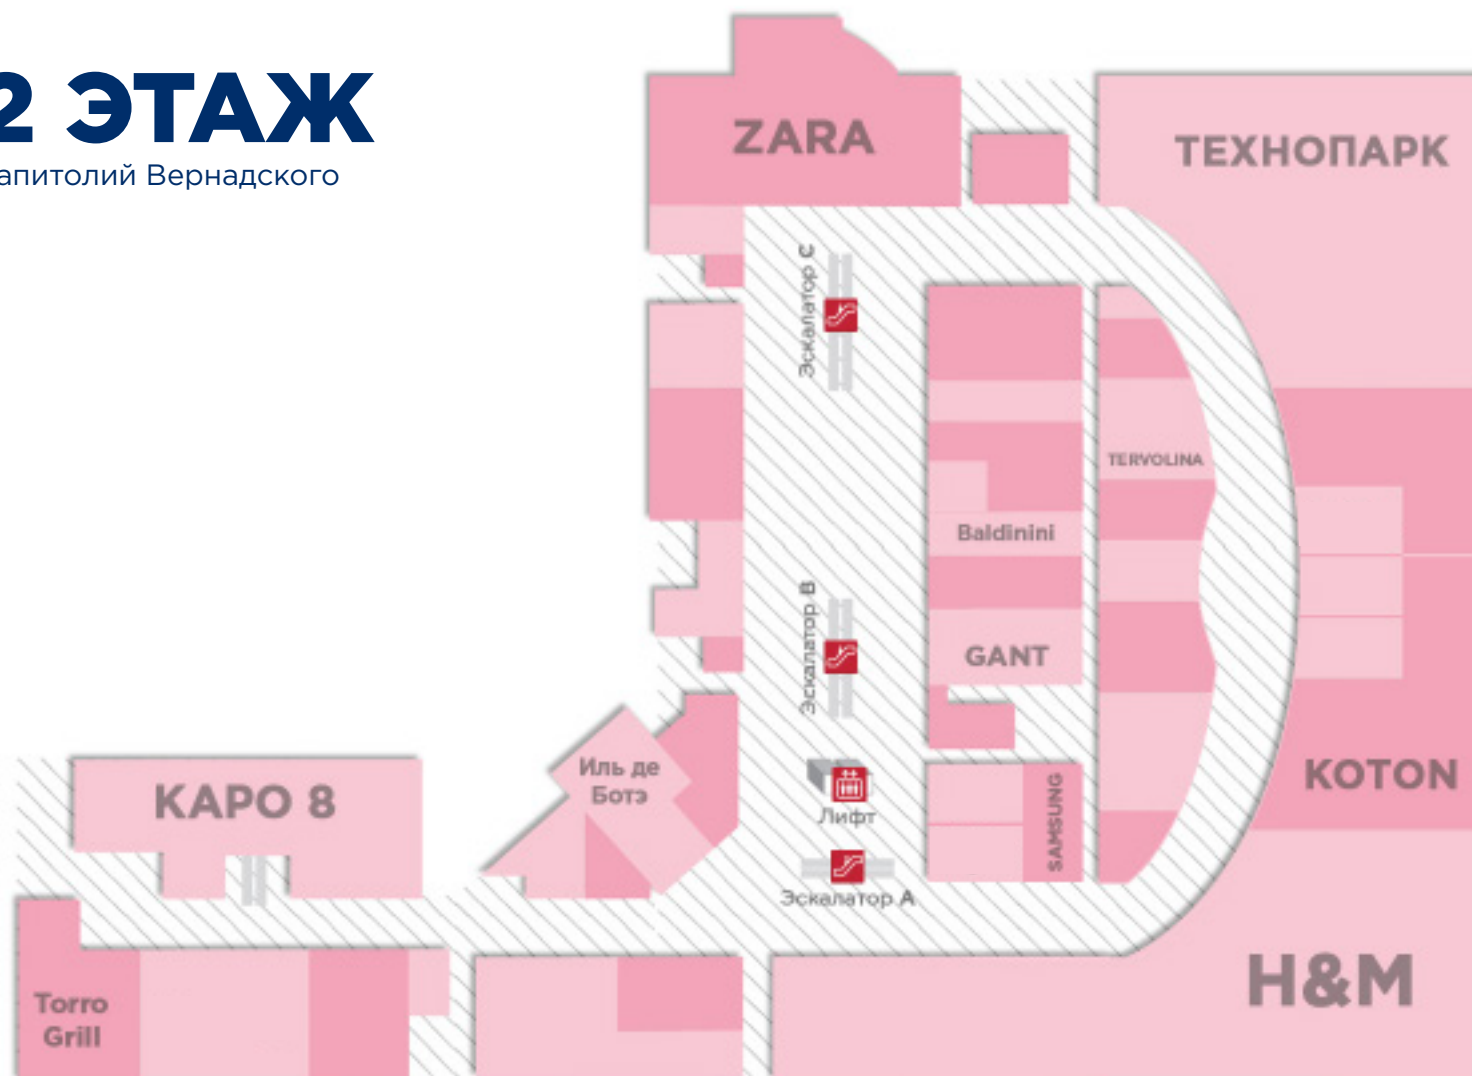 2 ЭТАЖ
апитолий Вернадского
ZARA
ТЕХНОПАРК
Эскалатор C
TERVOLINA
Baldinini
Эскалатор B
GANT
Иль де
Ботэ
КАРО 8
Лифт
SAMSUNG
KOTON
Эскалатор A
H&M
Torro
Grill